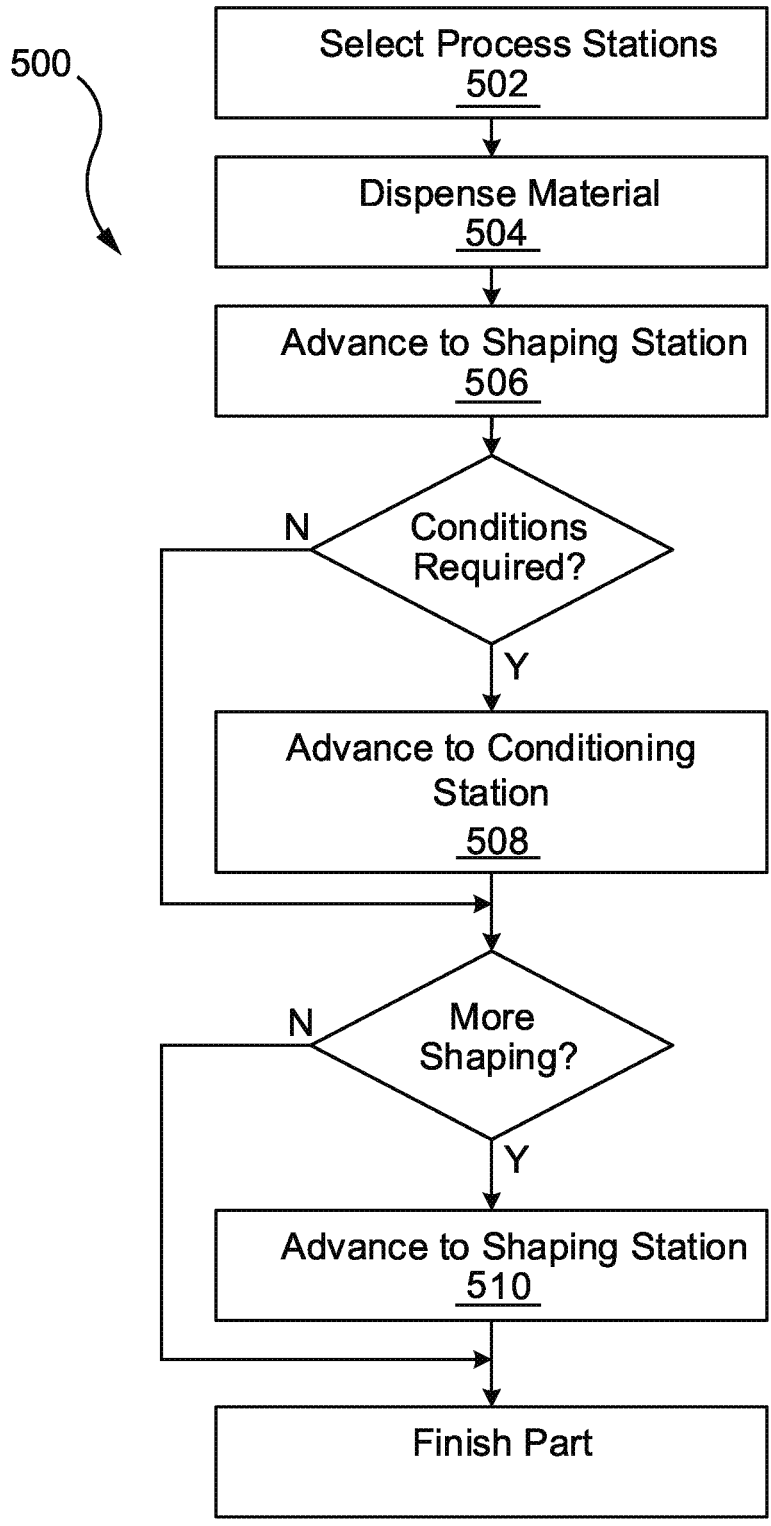 500
Select Process Stations
502
Dispense Material
504
Advance to Shaping Station
506
Conditions
Required?
N
Y
Advance to Conditioning
Station
508
More
Shaping?
N
Y
Advance to Shaping Station
510
Finish Part